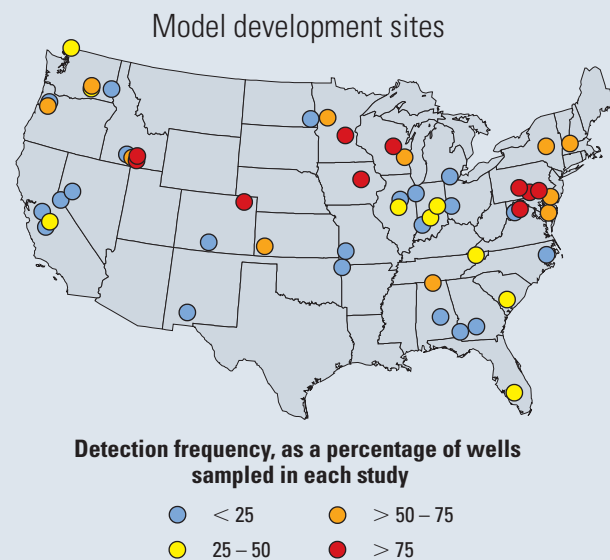 Model development sites
Detection frequency, as a percentage of wells
sampled in each study
< 25
> 50 – 75
25 – 50
> 75